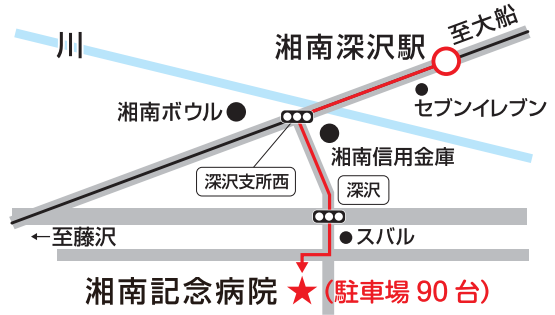 川
至大船
湘南深沢駅
セブンイレブン
湘南ボウル
湘南信用金庫
深沢支所西
深沢
←至藤沢
スバル
湘南記念病院 ★(駐車場 90 台)